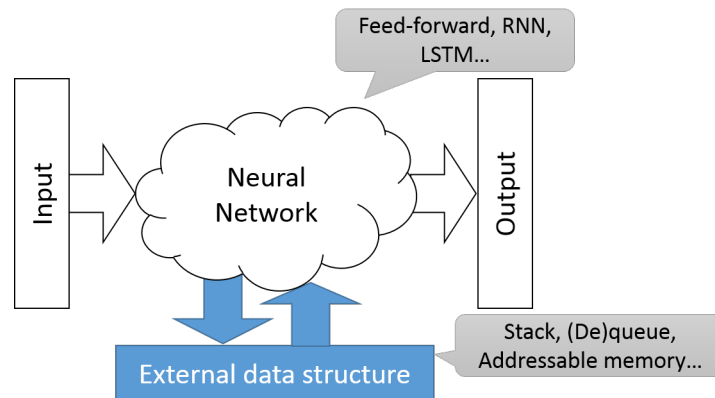 Feed-forward, RNN,
LSTM…
Input
Neural
Network
Output
Stack, (De)queue,
Addressable memory…
External data structure